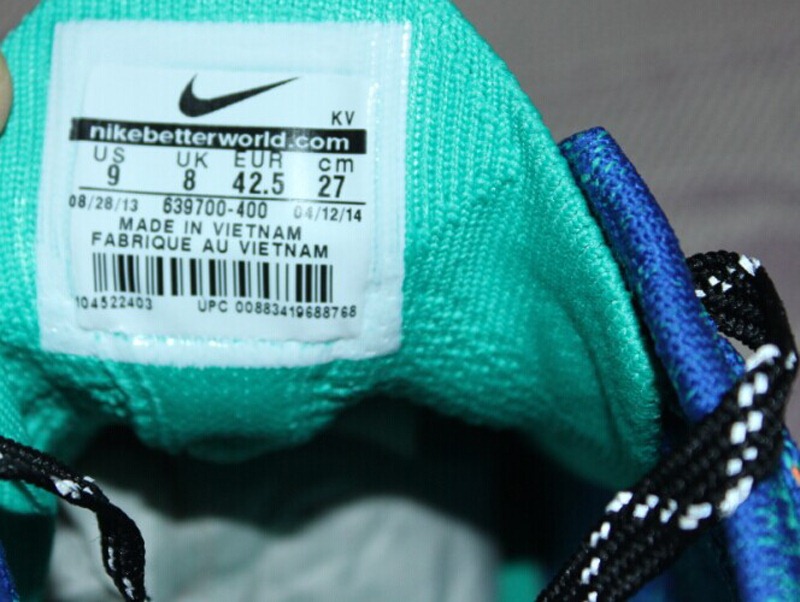 KV
nikebetterworld.com
US UK EUR cm
9 8 42.5 27
08/28/13 639700-400 04/12/14
MADE IN VIETNAM
FABRIQUE AU VIETNAM
104522403 UPC 00883419688768